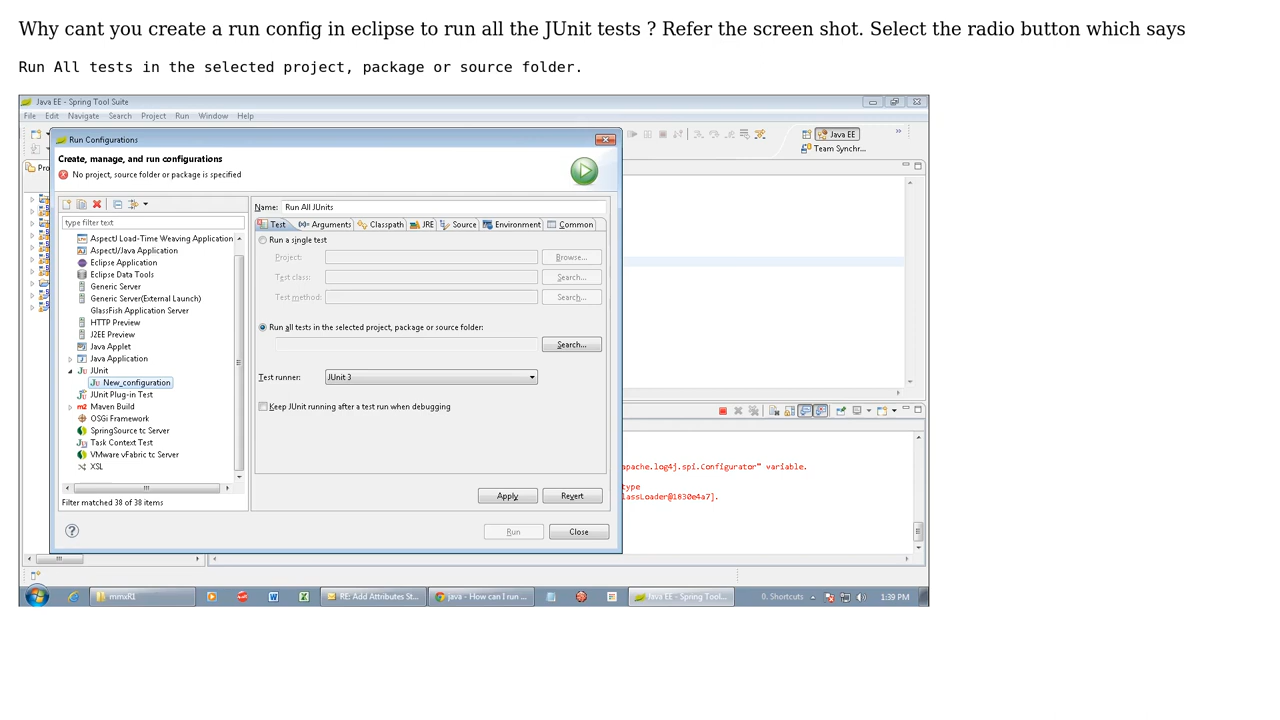 Why cant you create a run config in eclipse to run all the JUnit tests ? Refer the screen shot. Select the radio button which says
Run All tests in the selected project, package or source folder.
Java EE - Spring Tool Suite
File Edit Navigate Search Project Run Window Help
Run Configurations
Java EE
Team Synchr...
Create, manage, and run configurations
No project, source folder or package is specified
Pro
Name: Run All JUnits
type filter text
Test Arguments Classpath JRE Source Environment Common
AspectJ Load-Time Weaving Application
AspectJ/Java Application
Eclipse Application
Eclipse Data Tools
Generic Server
Generic Server(External Launch)
GlassFish Application Server
HTTP Preview
J2EE Preview
Java Applet
Java Application
JUnit
New_configuration
JUnit Plug-in Test
Maven Build
OSGi Framework
SpringSource tc Server
Task Context Test
VMware vFabric tc Server
XSL
Filter matched 38 of 38 items
Run a single test
Project: Browse...
Test class: Search...
Test method: Search...
Run all tests in the selected project, package or source folder:
Search...
Test runner: JUnit 3
Keep JUnit running after a test run when debugging
Apply Revert
Run Close
apache.log4j.spi.Configurator" variable.
type
lassLoader@1830e4a7].
mmxR1
RE: Add Attributes St...
java - How can I run ...
Java EE - Spring Tool...
0. Shortcuts
1:39 PM